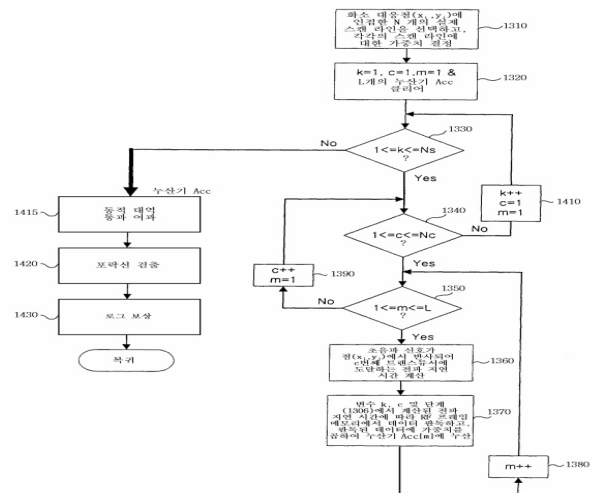 화소 대응점(xi,yj)에
인접한 N 개의 실제
스캔 라인을 선택하고,
각각의 스캔 라인에
대한 가중치 결정
1310
k=1, c=1,m=1 &
L개의 누산기 Acc
클리어
1320
1<=k<=Ns
?
1330
No
Yes
누산기 Acc
1415
동적 대역
통과 여과
1420
포락선 검출
1430
로그 보상
복귀
1<=c<=Nc
?
1340
No
Yes
k++
c=1
m=1
1410
c++
m=1
1390
1<=m<=L
?
1350
No
Yes
초음파 신호가
점(xi,yj)에서 반사되어
c번째 트랜스듀서에
도달하는 전파 지연
시간 계산
1360
변수 k, c 및 단계
(1306)에서 계산된 전파
지연 시간에 따라 RF 프레임
메모리에서 데이터 판독하고,
판독된 데이터에 가중치를
곱하여 누산기 Acc[m]에 누산
1370
m++
1380